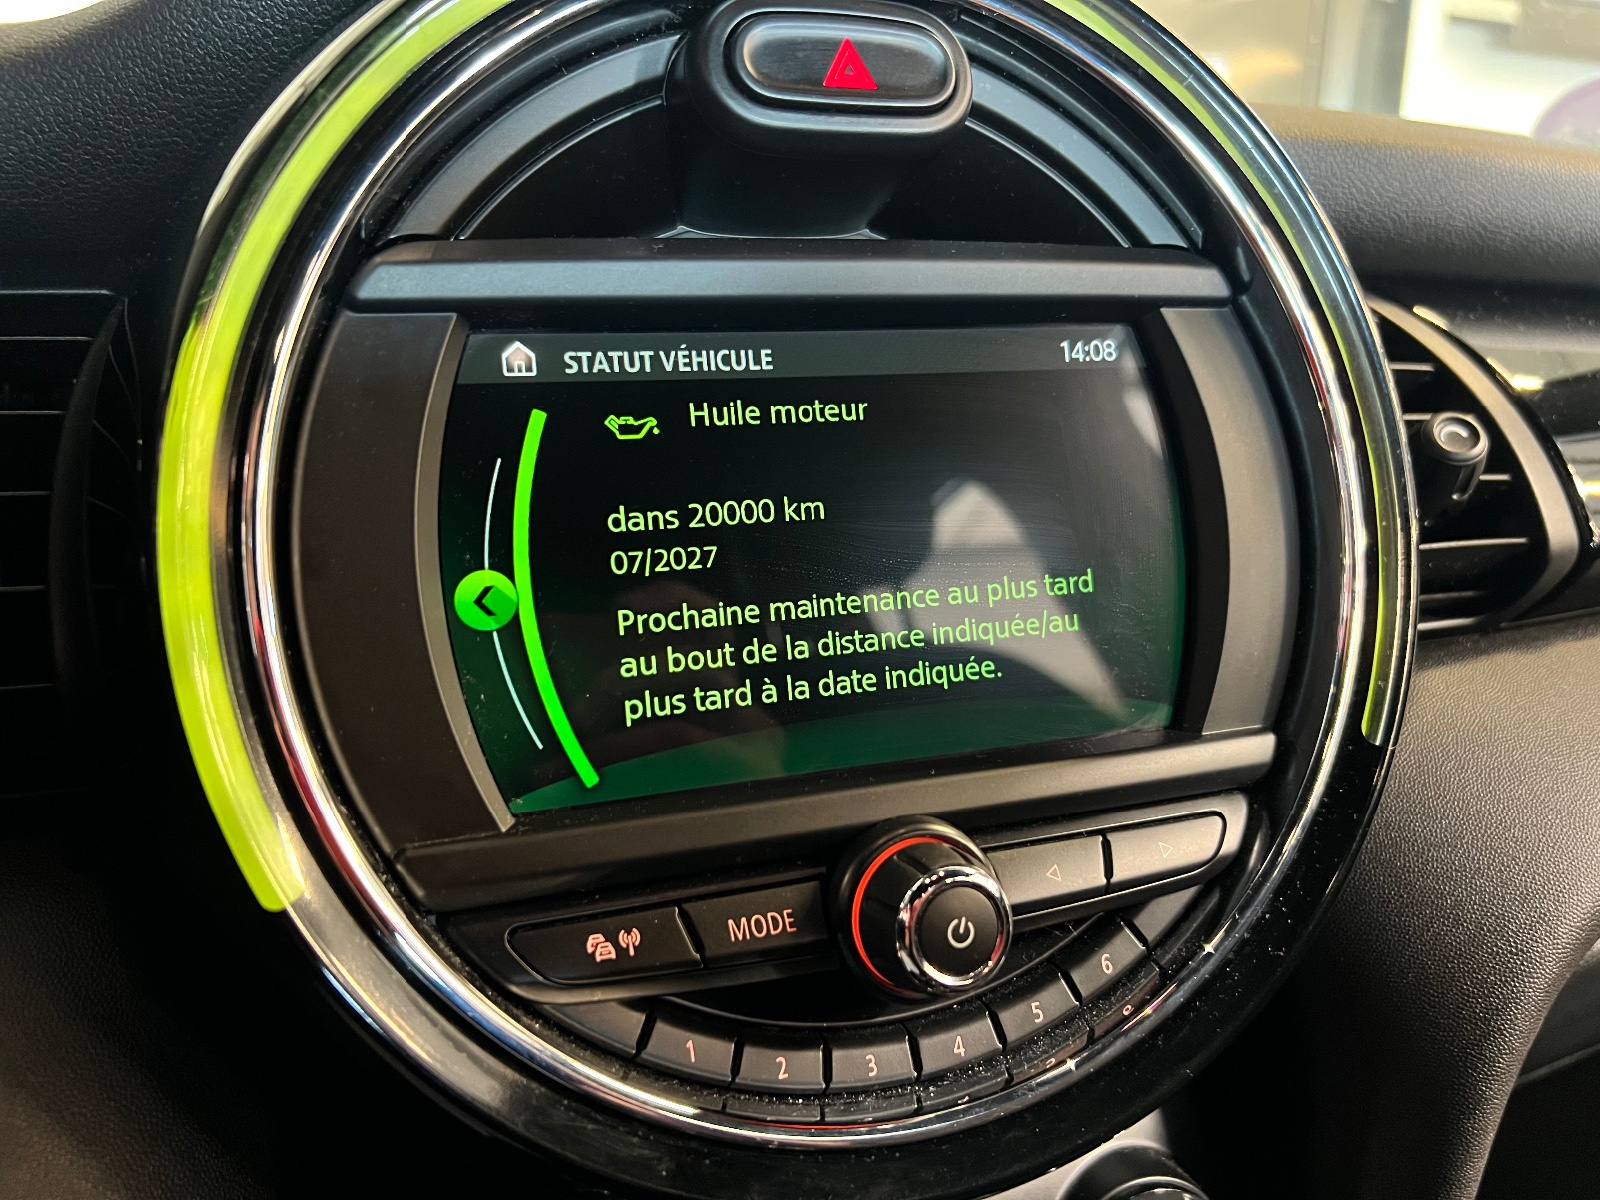 STATUT VÉHICULE 14:08
Huile moteur
dans 20000 km
07/2027
Prochaine maintenance au plus tard
au bout de la distance indiquée/au
plus tard à la date indiquée.
MODE
1 2 3 4 5 6